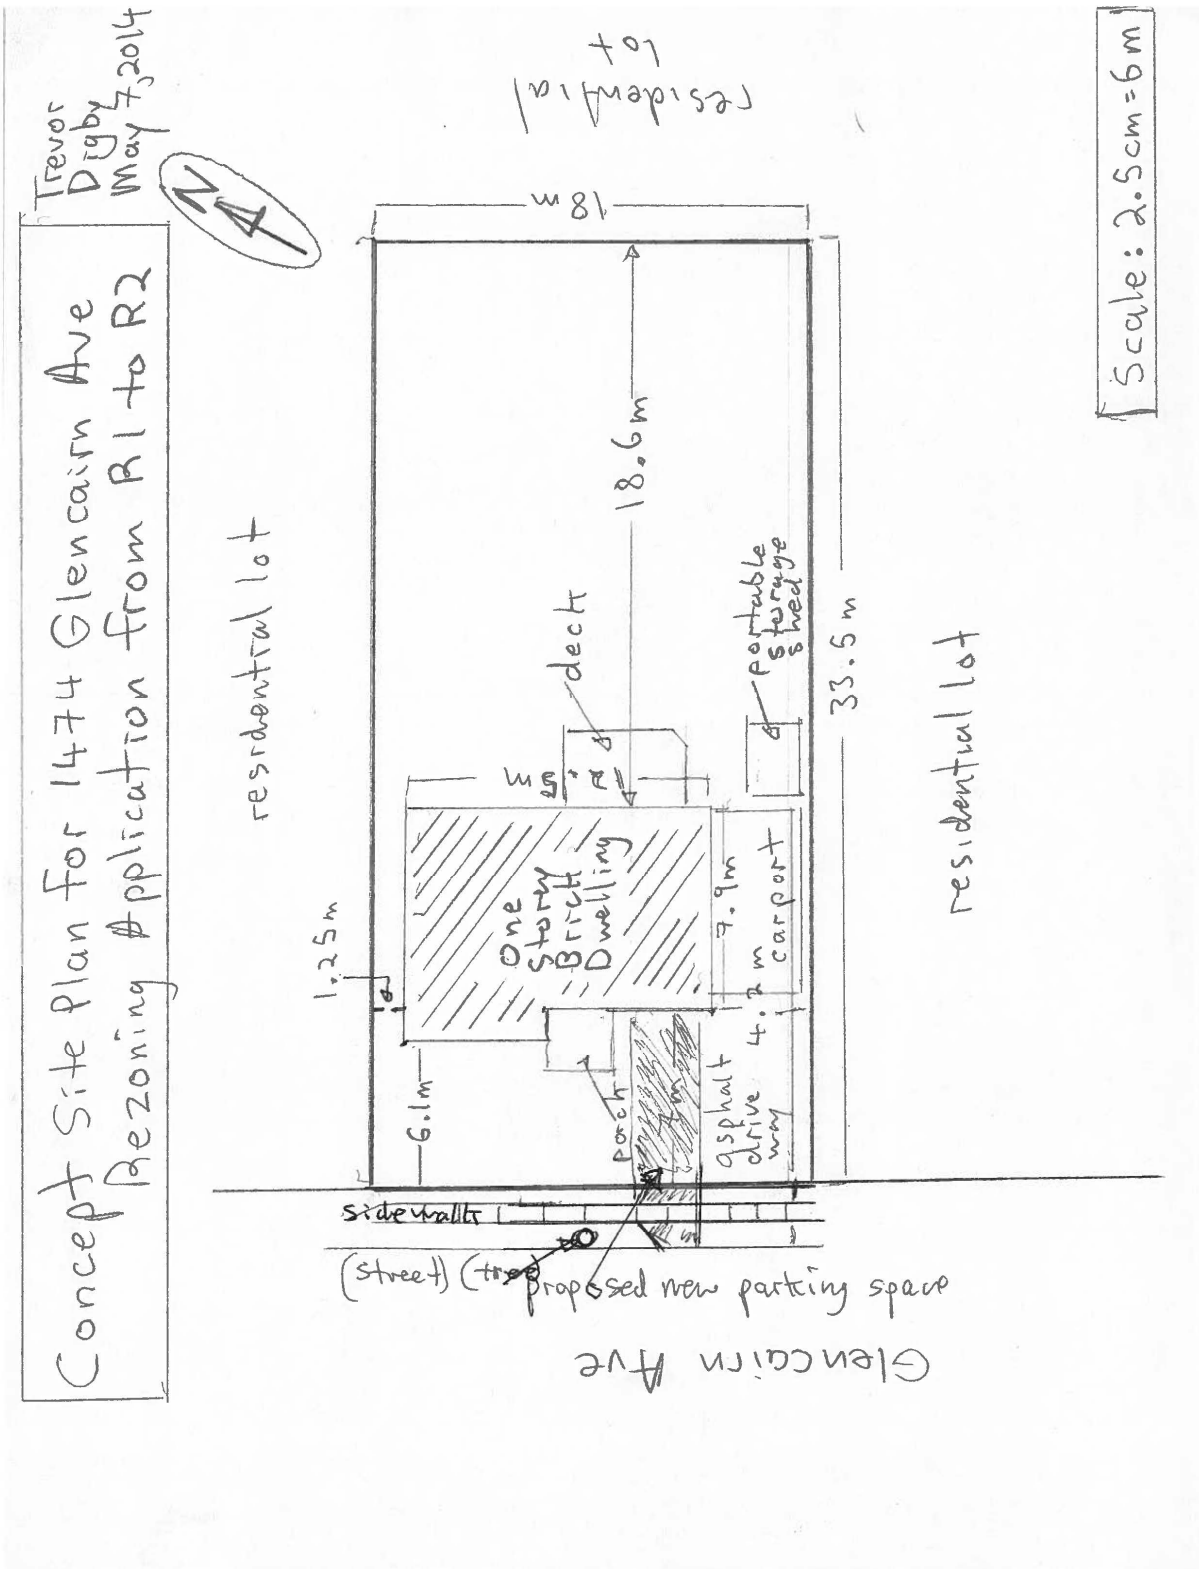 Concept Site Plan for 1474 Glencairn Ave
Rezoning Application from R1 to R2
Trevor
Digby
May 7, 2014
N
residential lot
residential
lot
18m
18.6m
33.5m
1.25m
6.1m
deck
portable
storage
shed
One
Storey
Brick
Dwelling
7.9m
4.2m
carport
porch
asphalt
drive
way
sidewalk
(street) (tree)
proposed new parking space
Glencairn Ave
residential lot
Scale: 2.5cm=6m